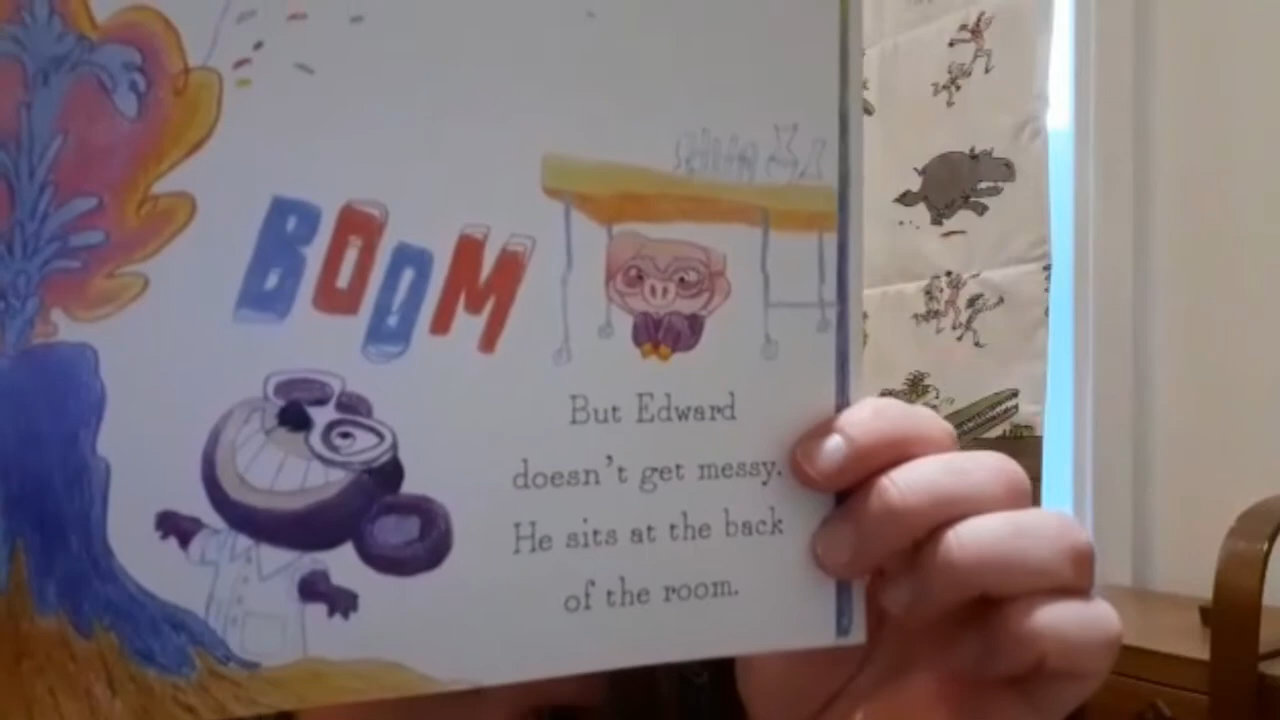 BOOM
But Edward
doesn't get messy.
He sits at the back
of the room.